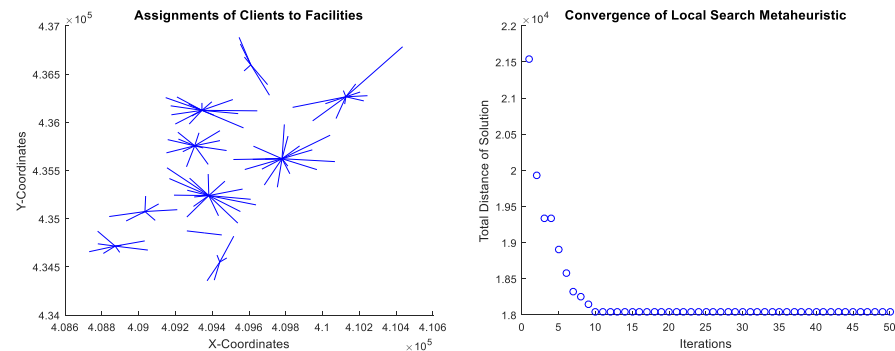 Assignments of Clients to Facilities
×10^5
4.37
4.365
4.36
4.355
4.35
4.345
4.34
Y-Coordinates
4.086 4.088 4.09 4.092 4.094 4.096 4.098 4.1 4.102 4.104 4.106
X-Coordinates
×10^5
Convergence of Local Search Metaheuristic
×10^4
2.2
2.15
2.1
2.05
2
1.95
1.9
1.85
1.8
Total Distance of Solution
0 5 10 15 20 25 30 35 40 45 50
Iterations